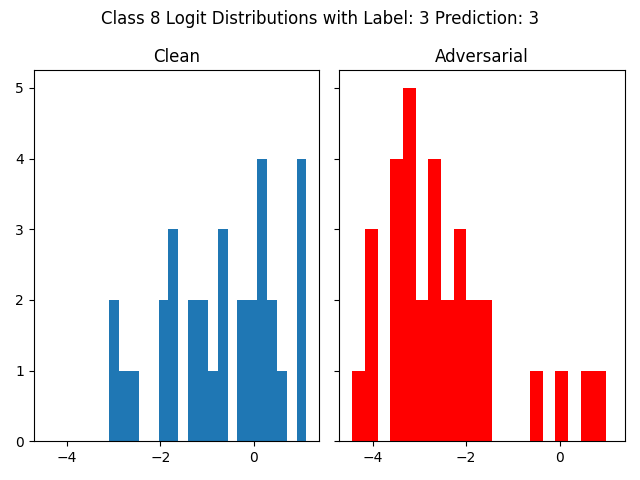 Class 8 Logit Distributions with Label: 3 Prediction: 3
Clean
Adversarial
5
4
3
2
1
0
−4 −2 0
−4 −2 0